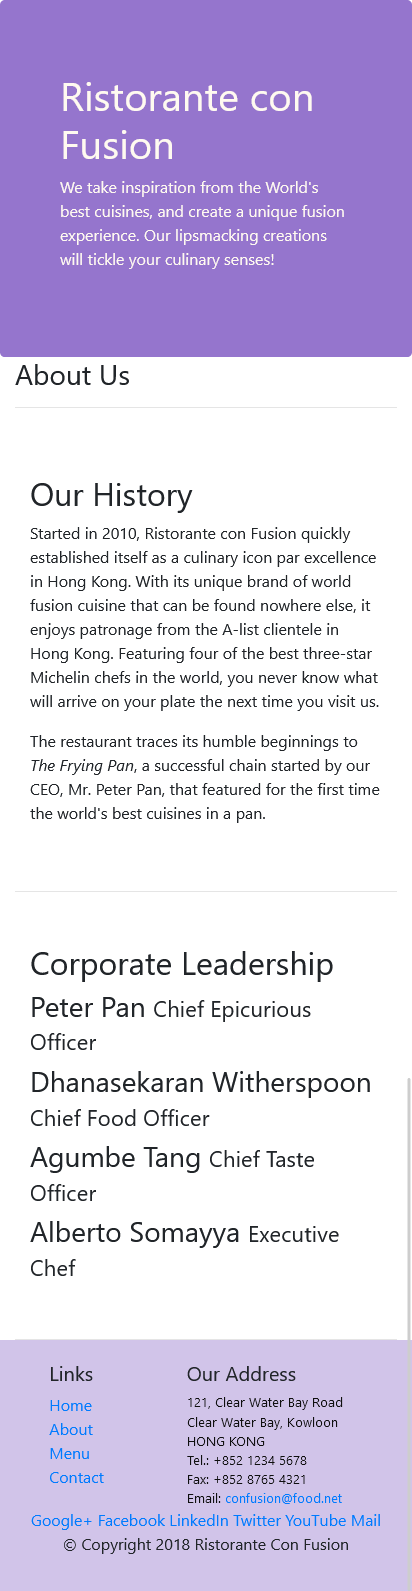 Ristorante con
Fusion
We take inspiration from the World's
best cuisines, and create a unique fusion
experience. Our lipsmacking creations
will tickle your culinary senses!
About Us
Our History
Started in 2010, Ristorante con Fusion quickly
established itself as a culinary icon par excellence
in Hong Kong. With its unique brand of world
fusion cuisine that can be found nowhere else, it
enjoys patronage from the A-list clientele in
Hong Kong. Featuring four of the best three-star
Michelin chefs in the world, you never know what
will arrive on your plate the next time you visit us.
The restaurant traces its humble beginnings to
The Frying Pan, a successful chain started by our
CEO, Mr. Peter Pan, that featured for the first time
the world's best cuisines in a pan.
Corporate Leadership
Peter Pan Chief Epicurious
Officer
Dhanasekaran Witherspoon
Chief Food Officer
Agumbe Tang Chief Taste
Officer
Alberto Somayya Executive
Chef
Links
Home
About
Menu
Contact
Our Address
121, Clear Water Bay Road
Clear Water Bay, Kowloon
HONG KONG
Tel.: +852 1234 5678
Fax: +852 8765 4321
Email: confusion@food.net
Google+ Facebook LinkedIn Twitter YouTube Mail
© Copyright 2018 Ristorante Con Fusion